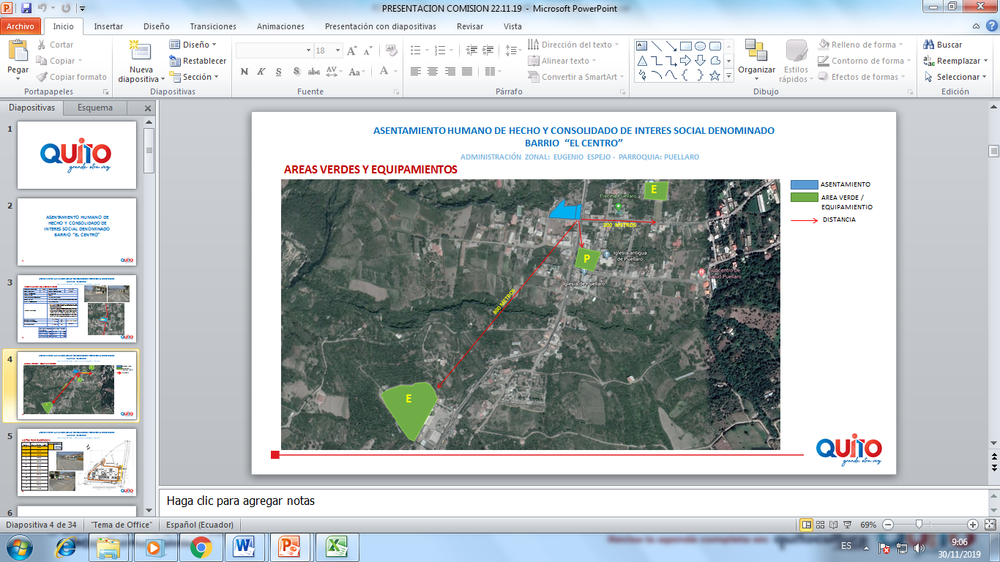 PRESENTACION COMISION 22.11.19 - Microsoft PowerPoint
Archivo
Inicio
Insertar
Diseño
Transiciones
Animaciones
Presentación con diapositivas
Revisar
Vista
Pegar
Cortar
Copiar
Copiar formato
Portapapeles
Nueva
diapositiva
Diseño
Restablecer
Sección
Diapositivas
18
N K S S abc AV Aa A
Fuente
Dirección del texto
Alinear texto
Convertir a SmartArt
Párrafo
Organizar
Estilos
rápidos
Relleno de forma
Contorno de forma
Efectos de formas
Dibujo
Buscar
Reemplazar
Seleccionar
Edición
Diapositivas
Esquema
1
QUITO
grande otra vez
2
ASENTAMIENTO HUMANO DE
HECHO Y CONSOLIDADO DE
INTERES SOCIAL DENOMINADO
BARRIO "EL CENTRO"
QUITO
3
QUITO
4
QUITO
5
QUITO
6
ASENTAMIENTO HUMANO DE HECHO Y CONSOLIDADO DE INTERES SOCIAL DENOMINADO
BARRIO "EL CENTRO"
ADMINISTRACIÓN ZONAL: EUGENIO ESPEJO - PARROQUIA: PUELLARO
AREAS VERDES Y EQUIPAMIENTOS
E
Piscina Puellaro
200 METROS
P
Iglesia antigua
de Puellaro
Iglesia de Puellaro
Subcentro De
Salud Puellaro
800 METROS
E
ASENTAMIENTO
AREA VERDE /
EQUIPAMIENTIO
DISTANCIA
QUITO
grande otra vez
Haga clic para agregar notas
Diapositiva 4 de 34
"Tema de Office"
Español (Ecuador)
69%
ES
9:06
30/11/2019